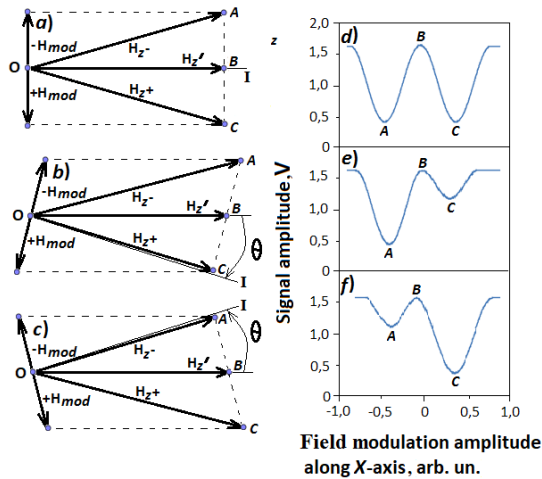 a)
A
-Hmod
Hz-
O
Hz′
B
I
+Hmod
Hz+
C
b)
A
-Hmod
Hz-
O
Hz′
B
+Hmod
Hz+
θ
C
I
I
c)
A
θ
-Hmod
Hz-
O
Hz′
B
+Hmod
Hz+
C
z
Signal amplitude,V
2,0
d)
B
1,5
1,0
0,5
A
C
0
e)
B
1,5
C
1,0
0,5
A
0
f)
B
1,5
A
1,0
0,5
C
0
-1,0 -0,5 0 0,5 1,0
Field modulation amplitude
along X-axis, arb. un.